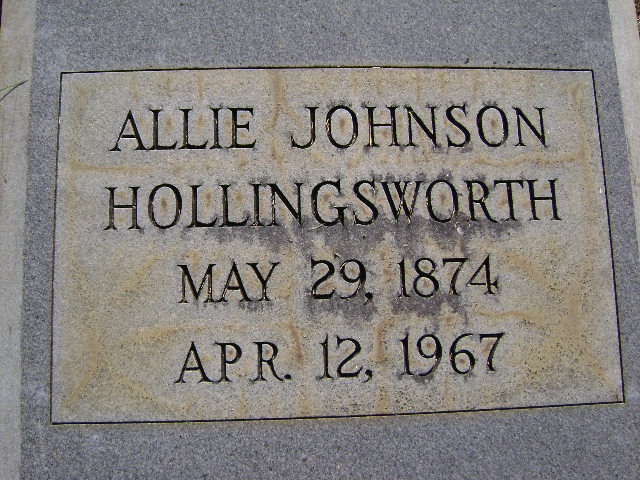 ALLIE JOHNSON
HOLLINGSWORTH
MAY 29, 1874
APR. 12, 1967